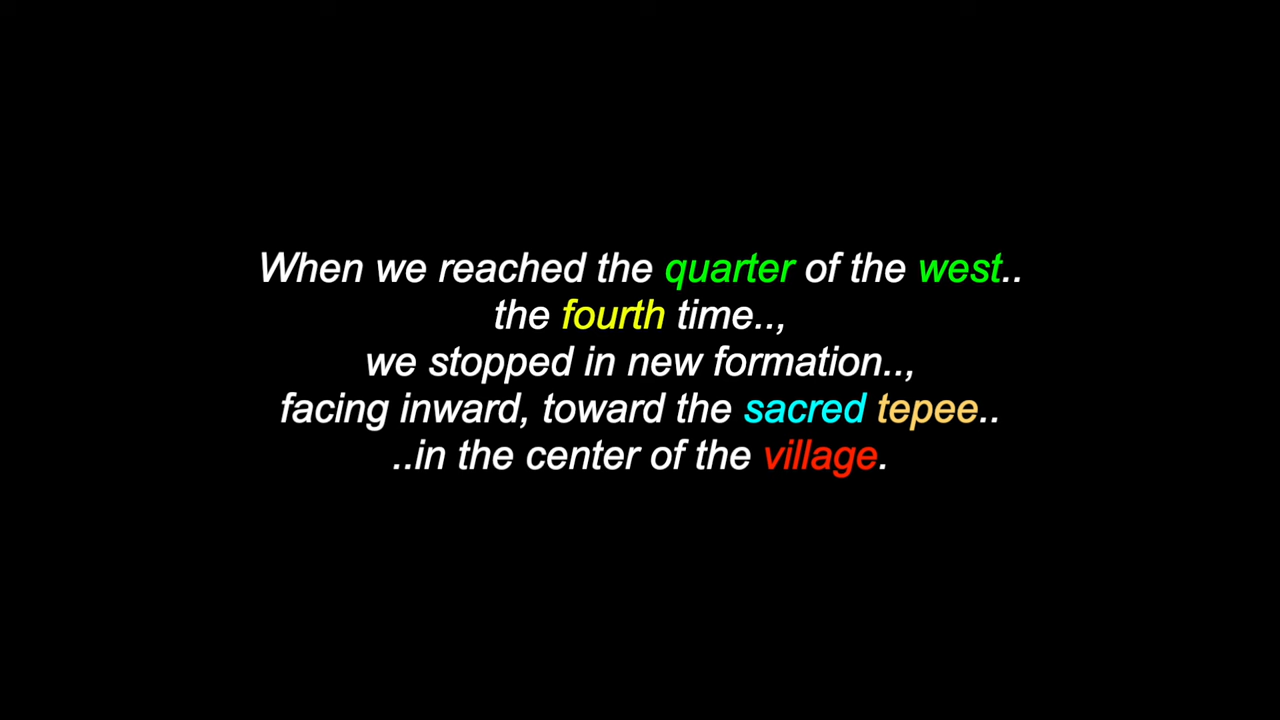 When we reached the quarter of the west..
the fourth time..,
we stopped in new formation..,
facing inward, toward the sacred tepee..
..in the center of the village.